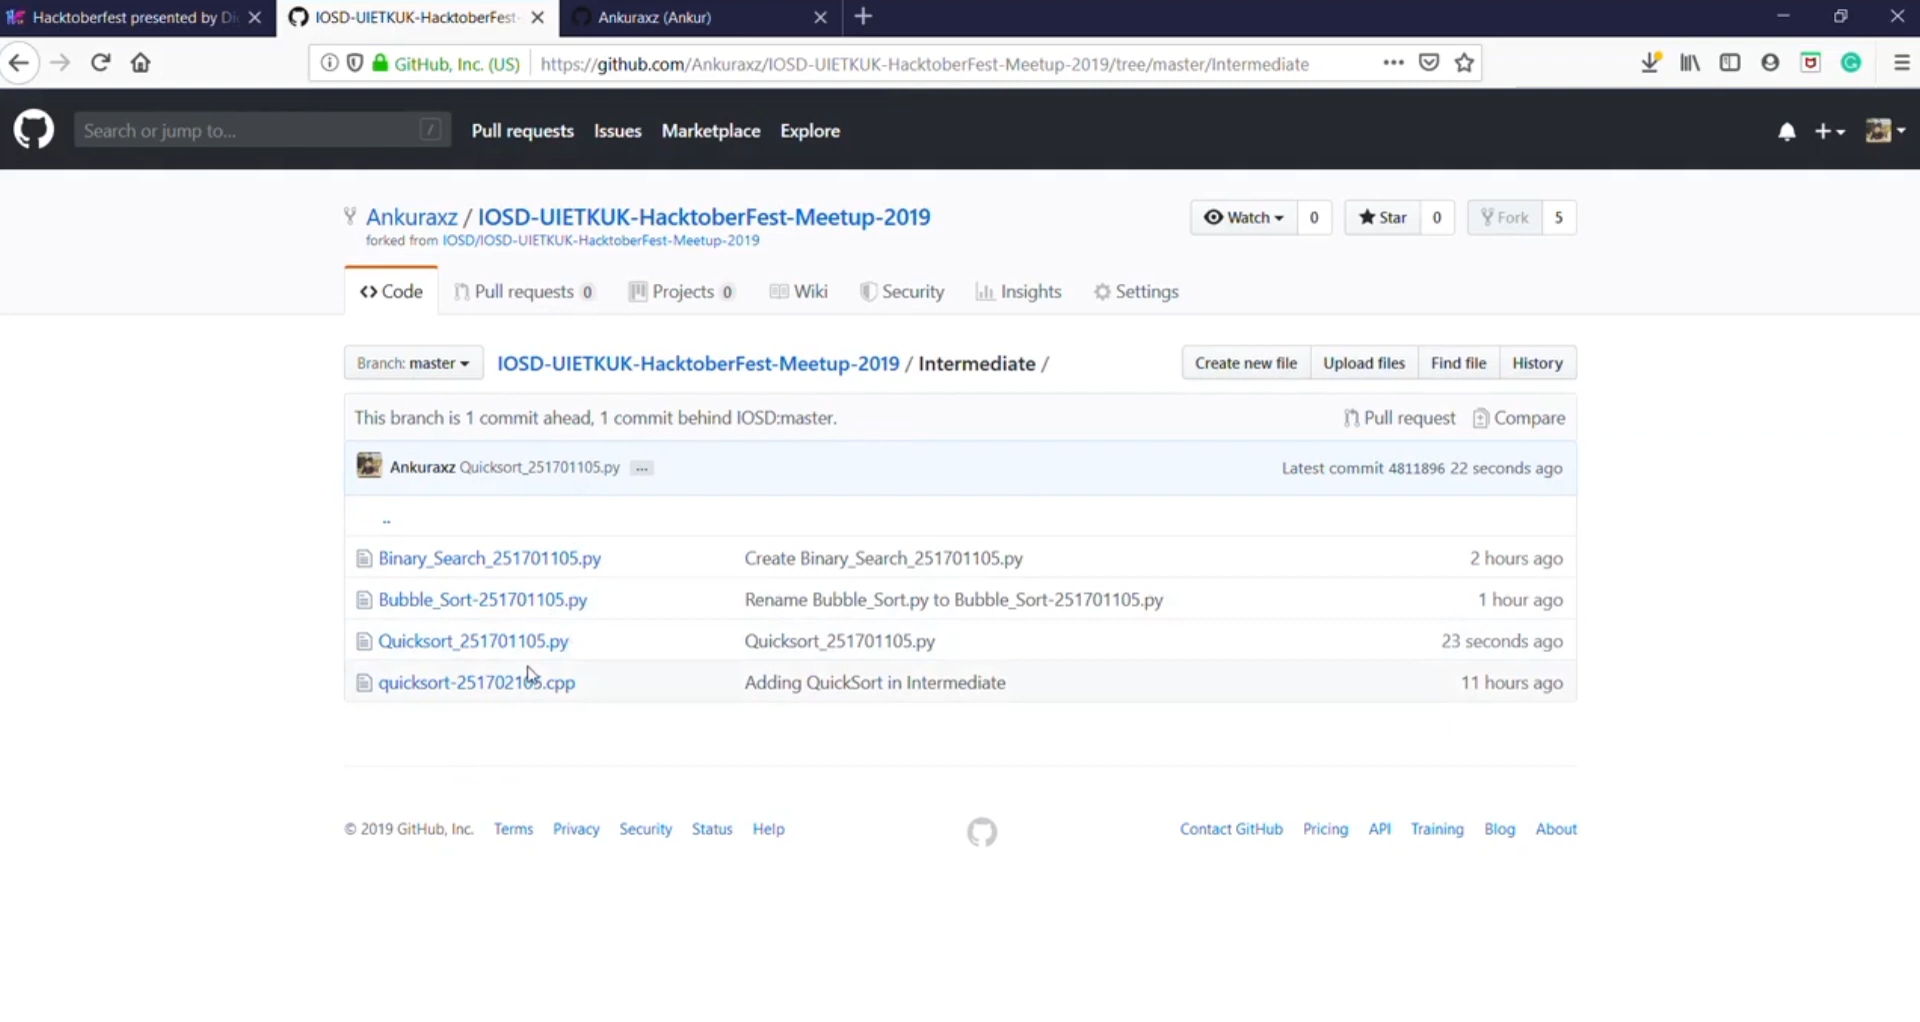 Hacktoberfest presented by Di
IOSD-UIETKUK-HacktoberFest-
Ankuraxz (Ankur)
GitHub, Inc. (US)
https://github.com/Ankuraxz/IOSD-UIETKUK-HacktoberFest-Meetup-2019/tree/master/Intermediate
Search or jump to...
/
Pull requests
Issues
Marketplace
Explore
Ankuraxz / IOSD-UIETKUK-HacktoberFest-Meetup-2019
forked from IOSD/IOSD-UIETKUK-HacktoberFest-Meetup-2019
Watch 0
Star 0
Fork 5
Code
Pull requests 0
Projects 0
Wiki
Security
Insights
Settings
Branch: master
IOSD-UIETKUK-HacktoberFest-Meetup-2019 / Intermediate /
Create new file
Upload files
Find file
History
This branch is 1 commit ahead, 1 commit behind IOSD:master.
Pull request
Compare
Ankuraxz Quicksort_251701105.py ...
Latest commit 4811896 22 seconds ago
..
Binary_Search_251701105.py Create Binary_Search_251701105.py 2 hours ago
Bubble_Sort-251701105.py Rename Bubble_Sort.py to Bubble_Sort-251701105.py 1 hour ago
Quicksort_251701105.py Quicksort_251701105.py 23 seconds ago
quicksort-251702105.cpp Adding QuickSort in Intermediate 11 hours ago
© 2019 GitHub, Inc.
Terms
Privacy
Security
Status
Help
Contact GitHub
Pricing
API
Training
Blog
About